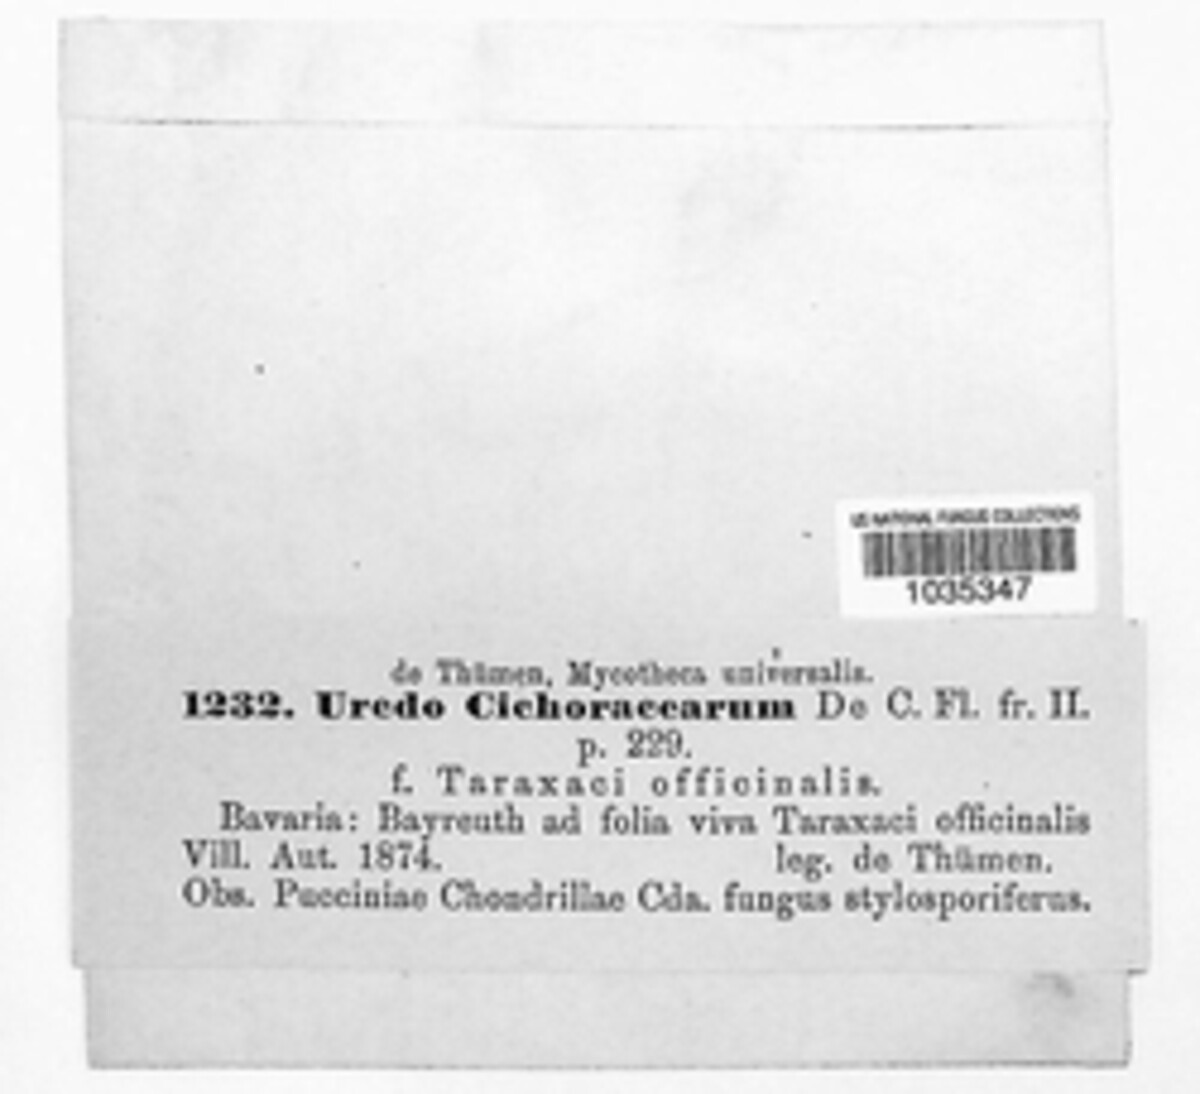 US NATIONAL FUNGUS COLLECTIONS
1035347
de Thümen, Mycotheca universalis.
1232. Uredo Cichoracearum De C. Fl. fr. II.
p. 229.
f. Taraxaci officinalis.
Bavaria: Bayreuth ad folia viva Taraxaci officinalis
Vill. Aut. 1874. leg. de Thümen.
Obs. Pucciniae Chondrillae Cda. fungus stylosporiferus.